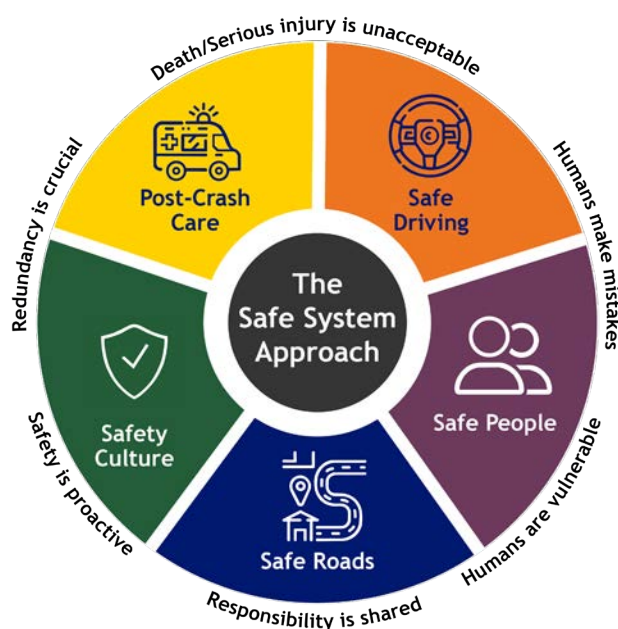 Death/Serious injury is unacceptable
Humans make mistakes
Humans are vulnerable
Responsibility is shared
Safety is proactive
Redundancy is crucial
Post-Crash
Care
Safe
Driving
Safe People
Safe Roads
Safety
Culture
The
Safe System
Approach